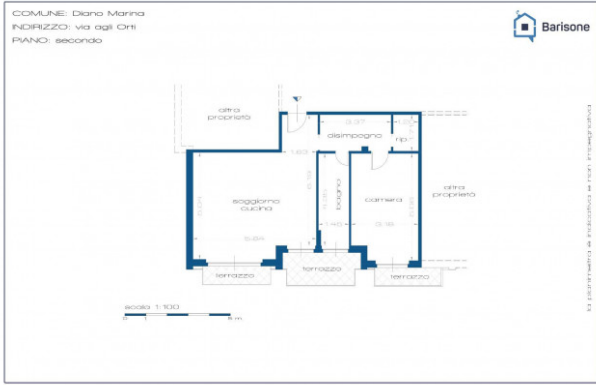 COMUNE: Diano Marina
INDIRIZZO: via agli Orti
PIANO: secondo
Barisone
altra
proprietà
disimpegno
rip.
soggiorno
cucina
bagno
camera
altra
proprietà
terrazzo
terrazzo
terrazzo
scala 1:100
0 1 5 m
la planimetria è indicativa e non impegnativa